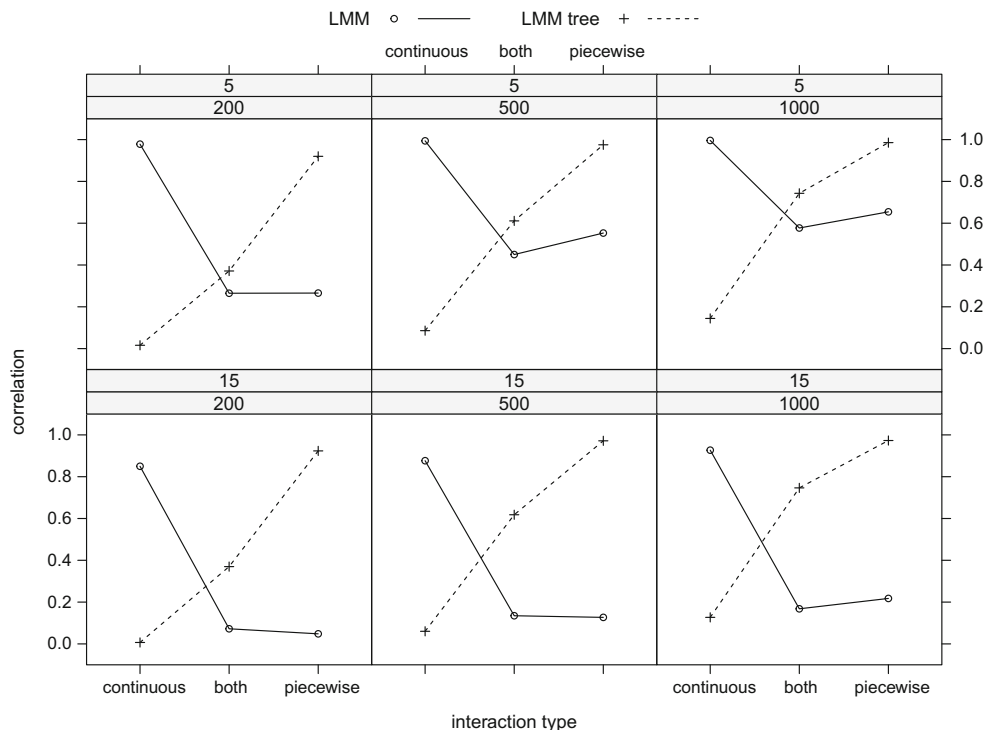 LMM LMM tree
continuous both piecewise
5 5 5
200 500 1000
1.0
0.8
0.6
0.4
0.2
0.0
correlation
15 15 15
200 500 1000
1.0
0.8
0.6
0.4
0.2
0.0
continuous both piecewise continuous both piecewise
interaction type